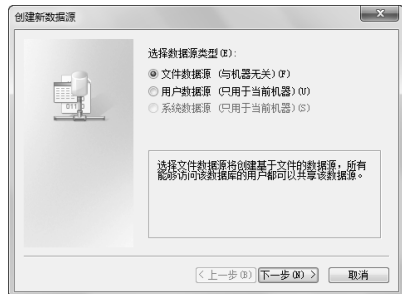 创建新数据源
选择数据源类型(E):
文件数据源 (与机器无关)(F)
用户数据源 (只用于当前机器)(U)
系统数据源 (只用于当前机器)(S)
选择文件数据源将创建基于文件的数据源，所有
能够访问该数据库的用户都可以共享该数据源。
< 上一步(B)
下一步(N) >
取消